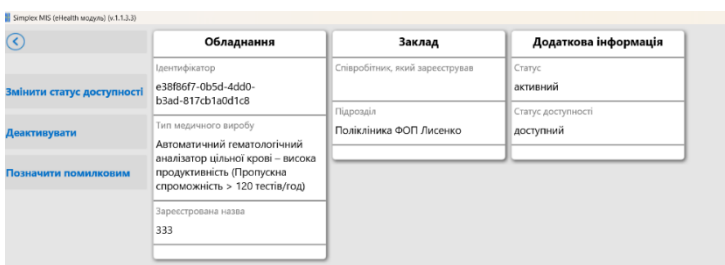 Simplex MIS (eHealth модуль) (v.1.1.3.3)
Змінити статус доступності
Деактивувати
Позначити помилковим
Обладнання
Ідентифікатор
e38f86f7-0b5d-4dd0-
b3ad-817cb1a0d1c8
Тип медичного виробу
Автоматичний гематологічний
аналізатор цільної крові – висока
продуктивність (Пропускна
спроможність > 120 тестів/год)
Зареєстрована назва
333
Заклад
Співробітник, який зареєстрував
Підрозділ
Поліклініка ФОП Лисенко
Додаткова інформація
Статус
активний
Статус доступності
доступний